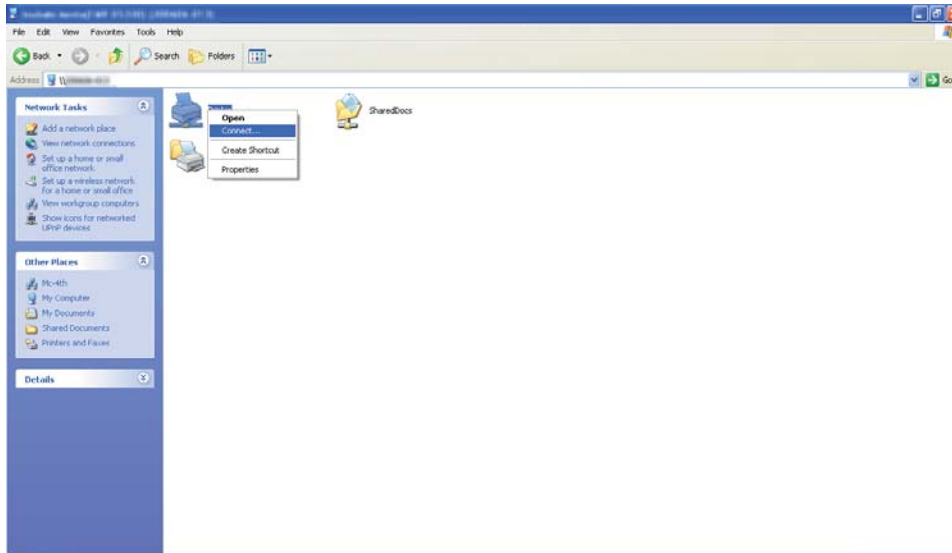 File Edit View Favorites Tools Help
Back Search Folders
Address \\ Go
Network Tasks
Add a network place
View network connections
Set up a home or small
office network
Set up a wireless network
for a home or small office
View workgroup computers
Show icons for networked
UPnP devices
Other Places
Mc-4th
My Computer
My Documents
Shared Documents
Printers and Faxes
Details
Open
Connect...
Create Shortcut
Properties
SharedDocs